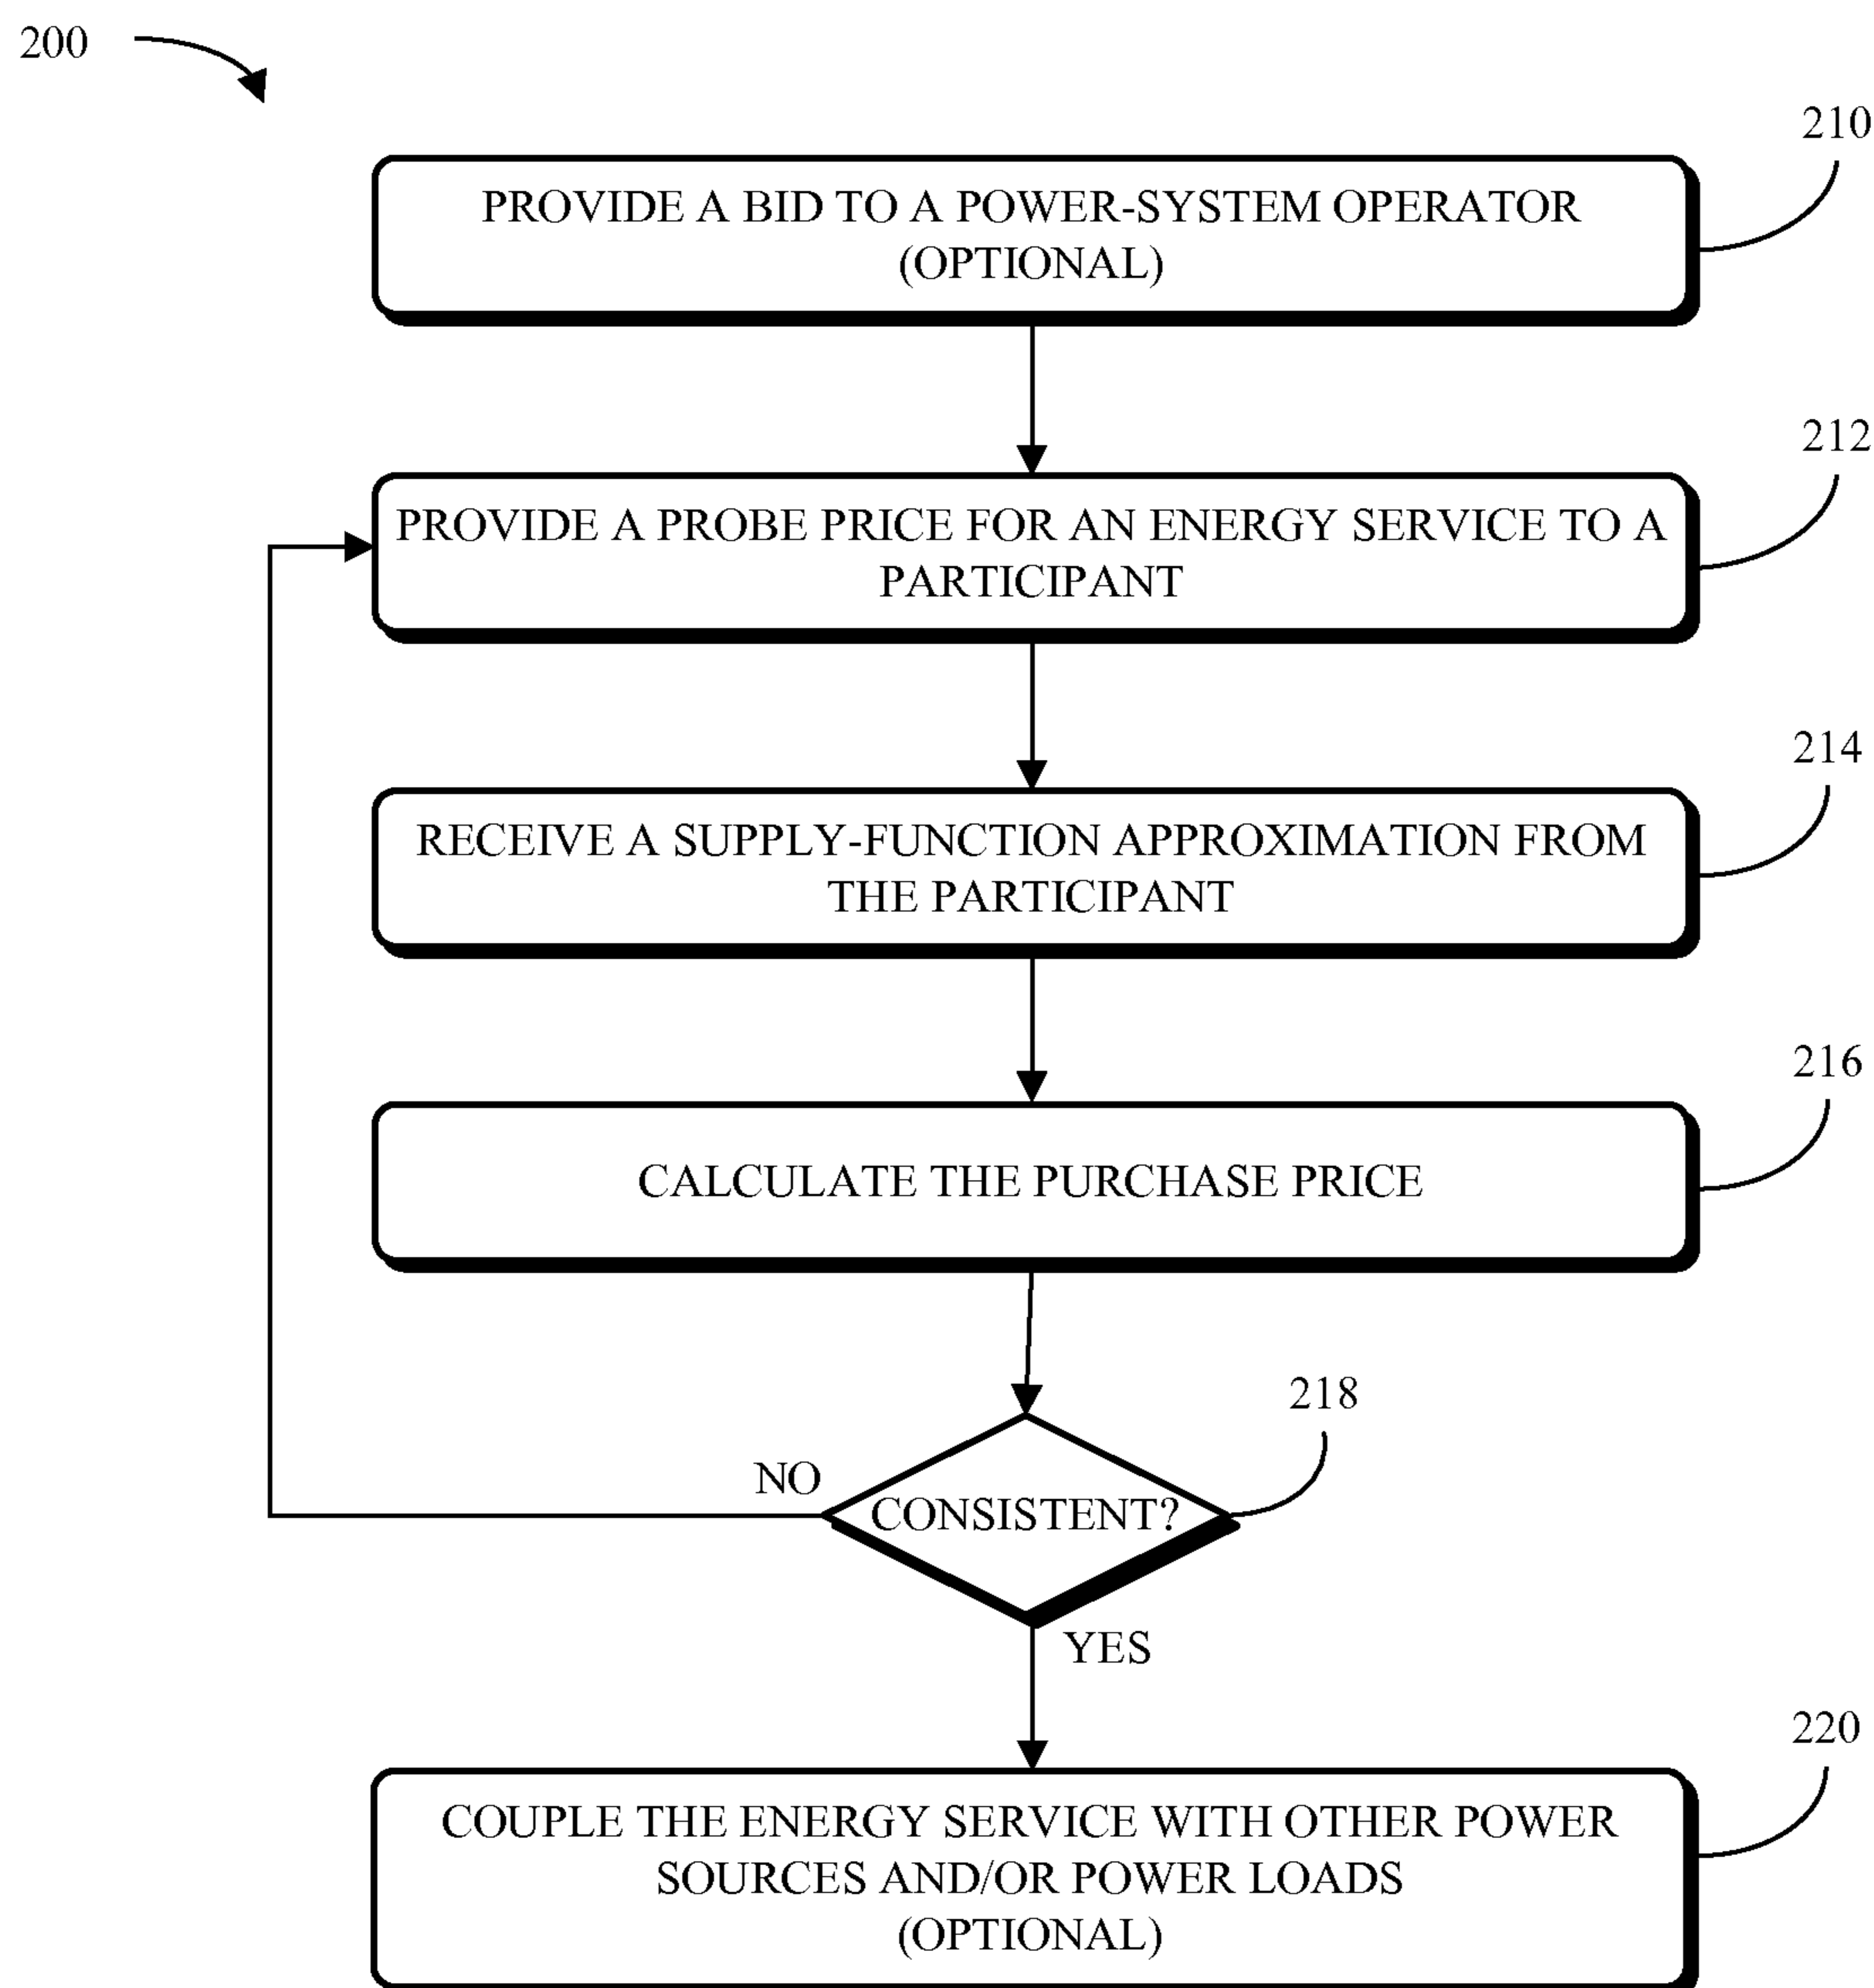 200
210
PROVIDE A BID TO A POWER-SYSTEM OPERATOR
(OPTIONAL)
212
PROVIDE A PROBE PRICE FOR AN ENERGY SERVICE TO A
PARTICIPANT
214
RECEIVE A SUPPLY-FUNCTION APPROXIMATION FROM
THE PARTICIPANT
216
CALCULATE THE PURCHASE PRICE
218
NO
CONSISTENT?
YES
220
COUPLE THE ENERGY SERVICE WITH OTHER POWER
SOURCES AND/OR POWER LOADS
(OPTIONAL)